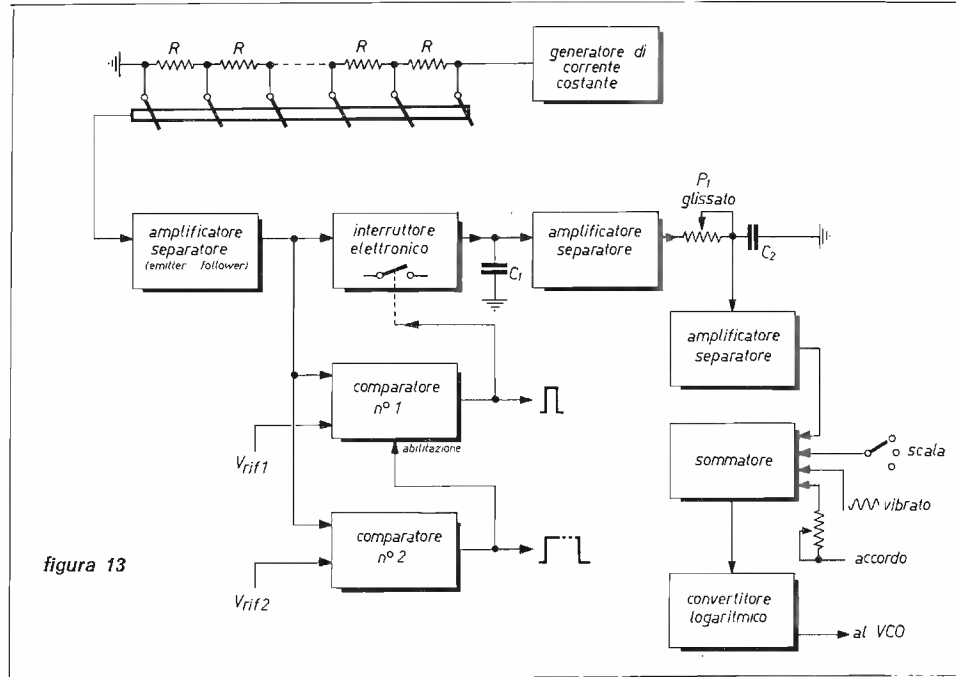 R
R
R
R
generatore di
corrente
costante
amplificatore
separatore
(emitter follower)
interruttore
elettronico
C1
amplificatore
separatore
P1
glissato
C2
amplificatore
separatore
comparatore
n° 1
abilitazione
Vrif1
comparatore
n° 2
Vrif2
sommatore
scala
vibrato
accordo
convertitore
logaritmico
al VCO
figura 13